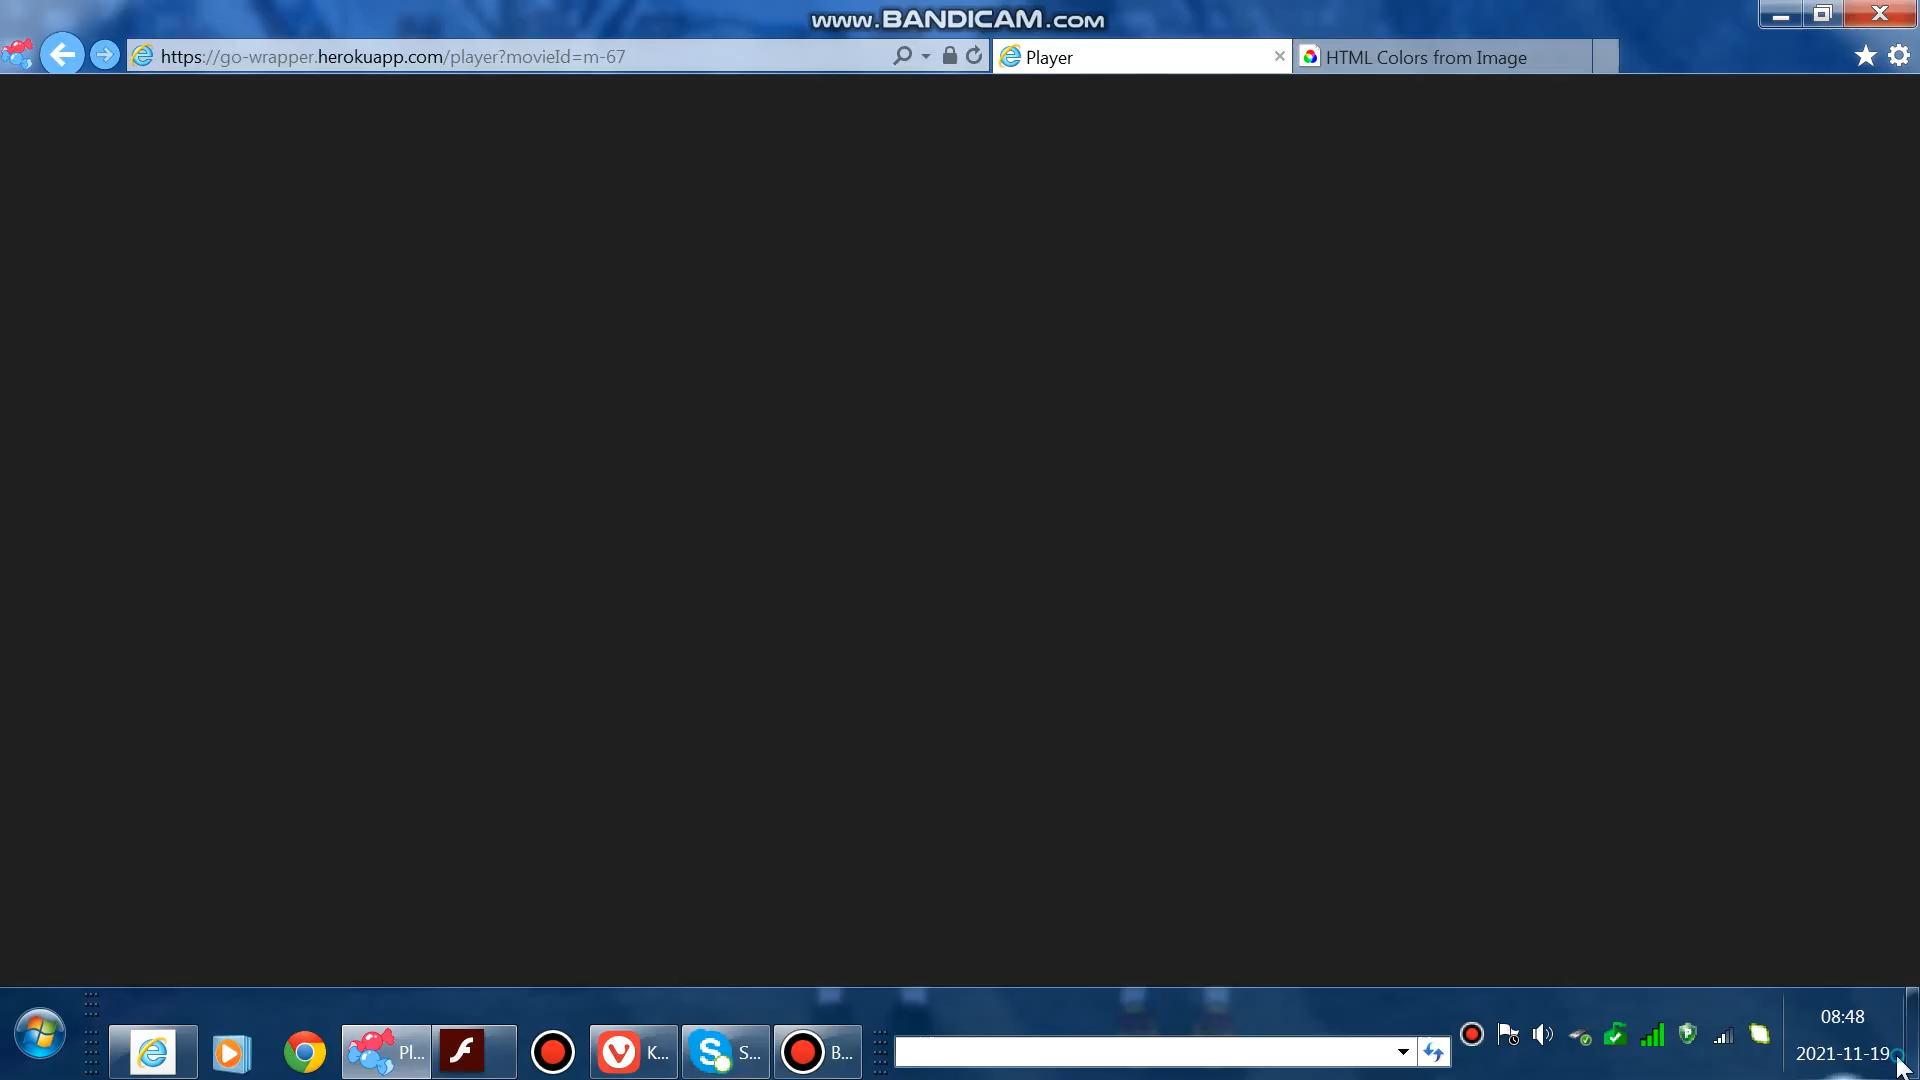 www.BANDICAM.com
https://go-wrapper.herokuapp.com/player?movieId=m-67
Player
HTML Colors from Image
Pl...
K...
S...
B...
08:48
2021-11-19